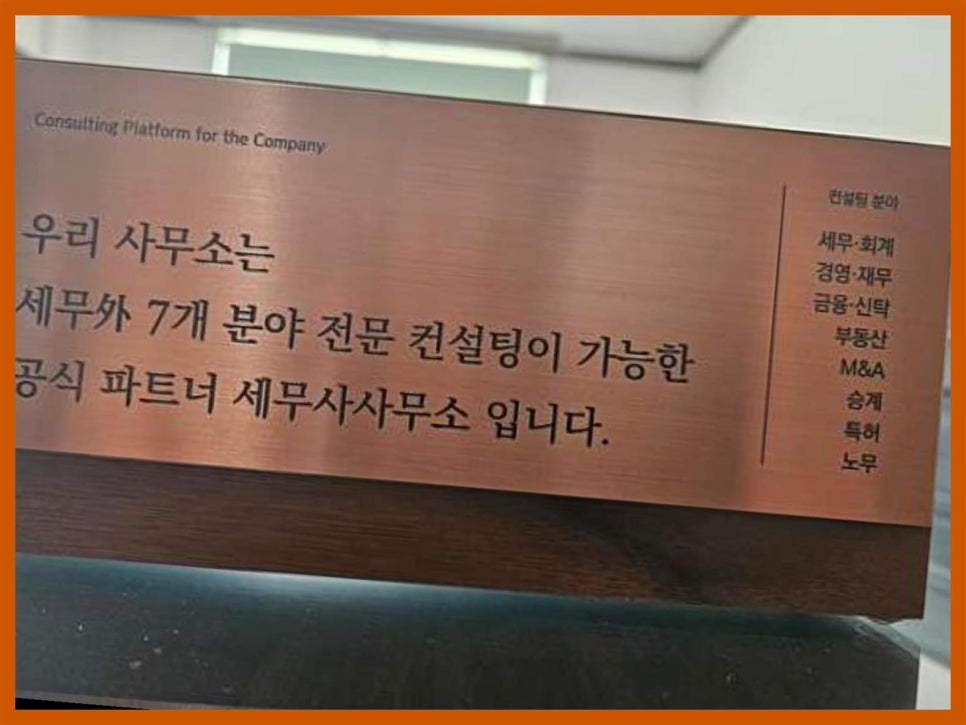 Consulting Platform for the Company
우리 사무소는
세무外 7개 분야 전문 컨설팅이 가능한
공식 파트너 세무사사무소 입니다.
컨설팅 분야
세무·회계
경영·재무
금융·신탁
부동산
M&A
승계
특허
노무